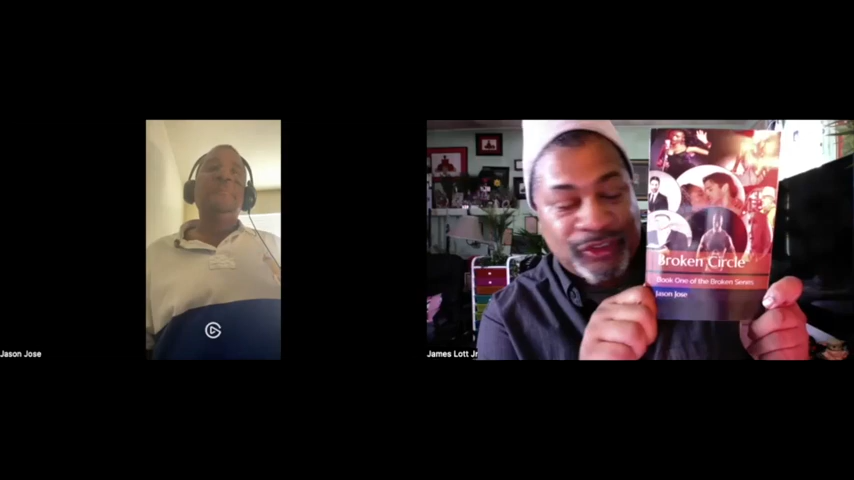 Broken Circle
Book One of the Broken Series
Jason Jose
Jason Jose
James Lott Jr